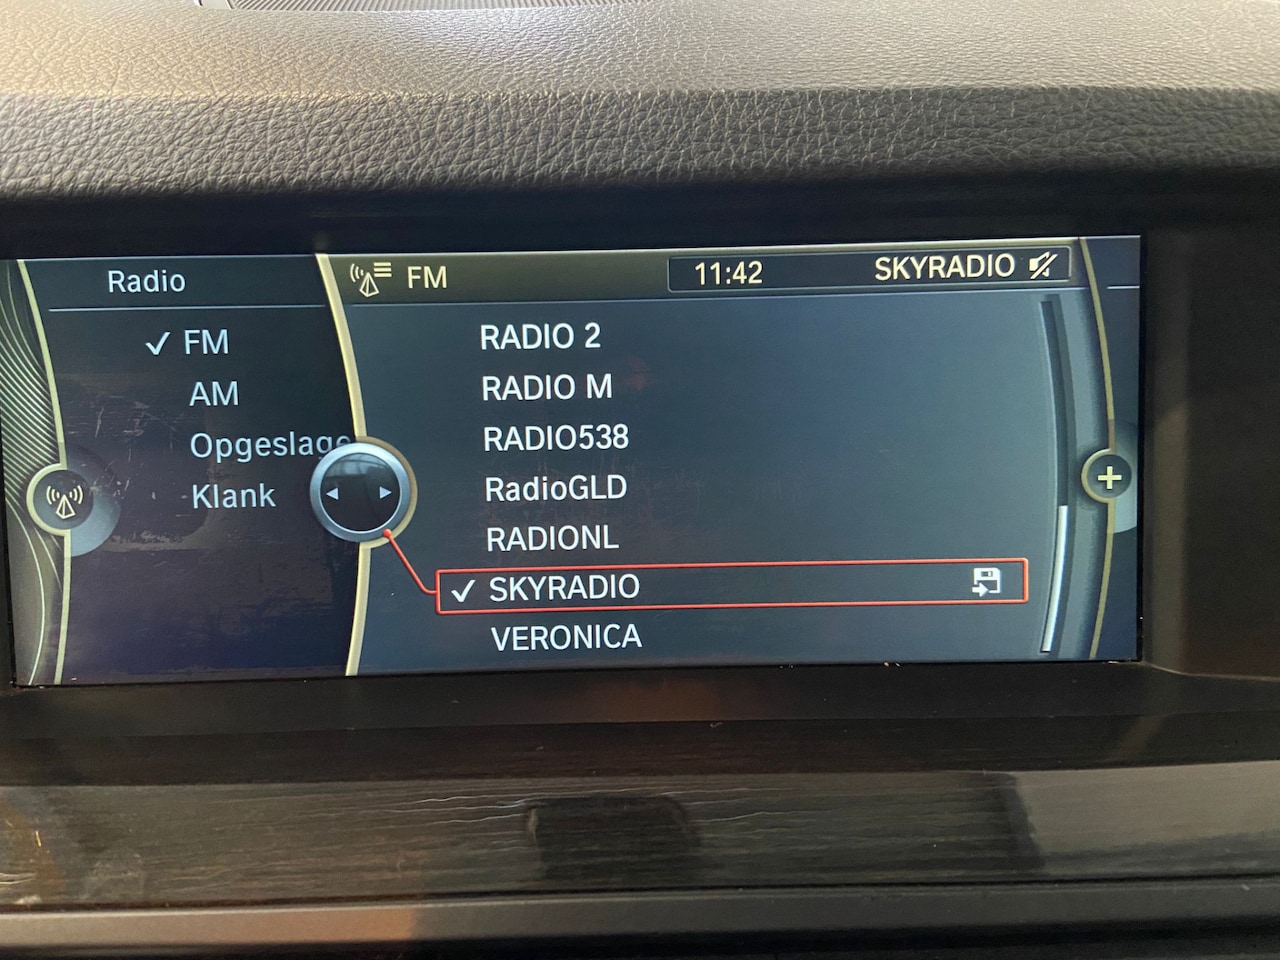 Radio
FM
AM
Opgeslage
Klank
FM
11:42
SKYRADIO
RADIO 2
RADIO M
RADIO538
RadioGLD
RADIONL
SKYRADIO
VERONICA